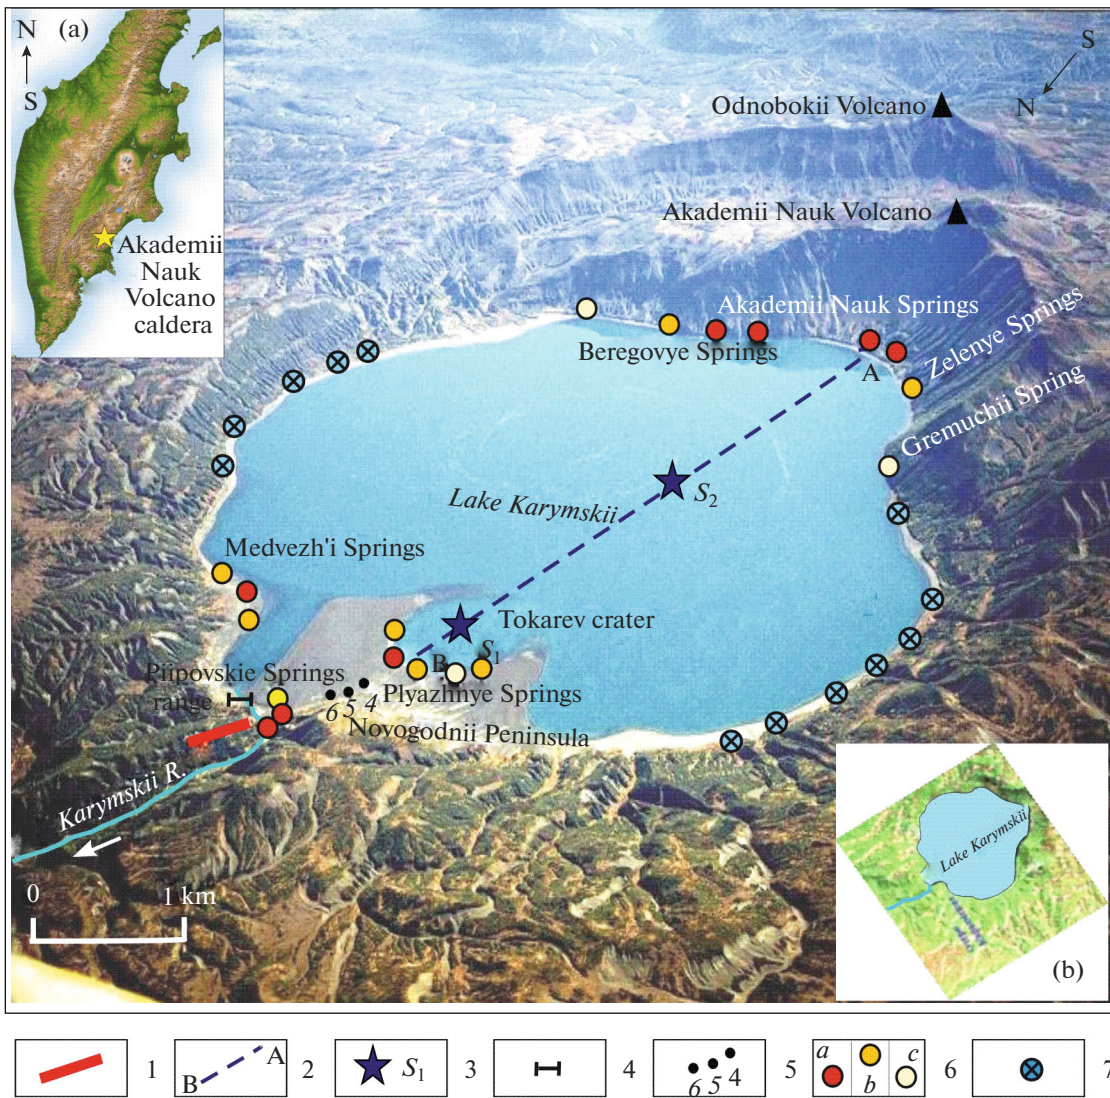 N
(a)
S
Akademii
Nauk
Volcano
caldera
S
N
Odnobokii Volcano
Akademii Nauk Volcano
Akademii Nauk Springs
Beregovye Springs
A
Zelenye Springs
Gremuchii Spring
Lake Karymskii
S2
Medvezh'i Springs
Tokarev crater
S1
B
Piipovskie Springs
range
Plyazhnye Springs
6 5 4
Novogodnii Peninsula
Karymskii R.
0 1 km
Lake Karymskii
(b)
1
B A 2
S1 3
4
6 5 4 5
a b c 6
7